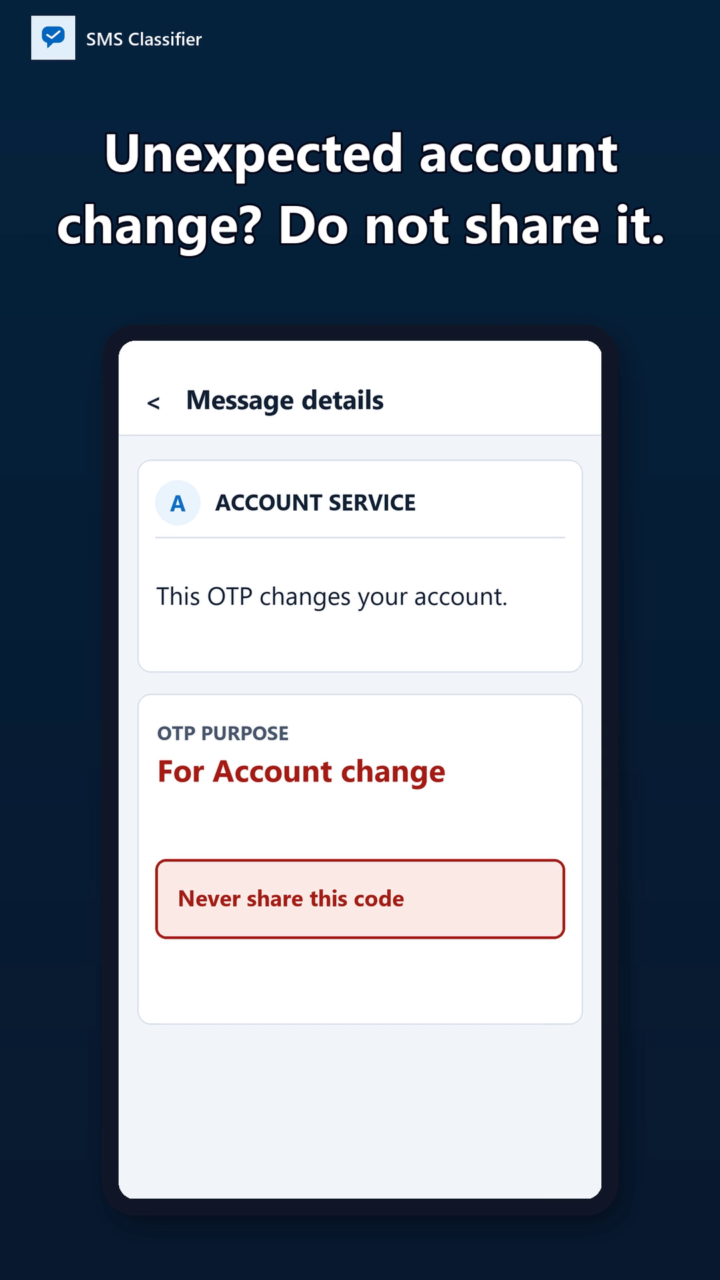 SMS Classifier
Unexpected account
change? Do not share it.
< Message details
A ACCOUNT SERVICE
This OTP changes your account.
OTP PURPOSE
For Account change
Never share this code